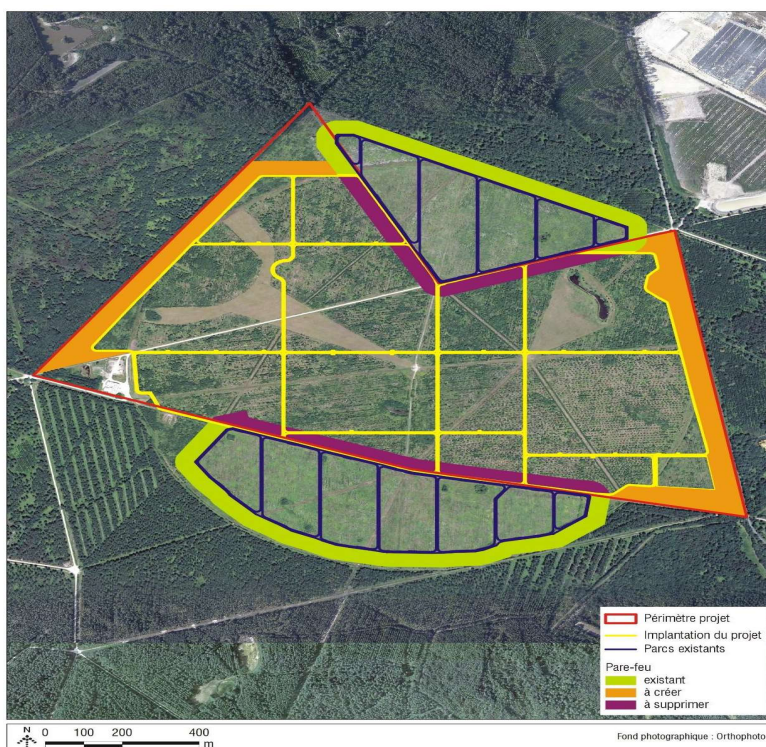 Périmètre projet
Implantation du projet
Parcs existants
Pare-feu
existant
à créer
à supprimer
N 0 100 200 400
m
Fond photographique : Orthophoto